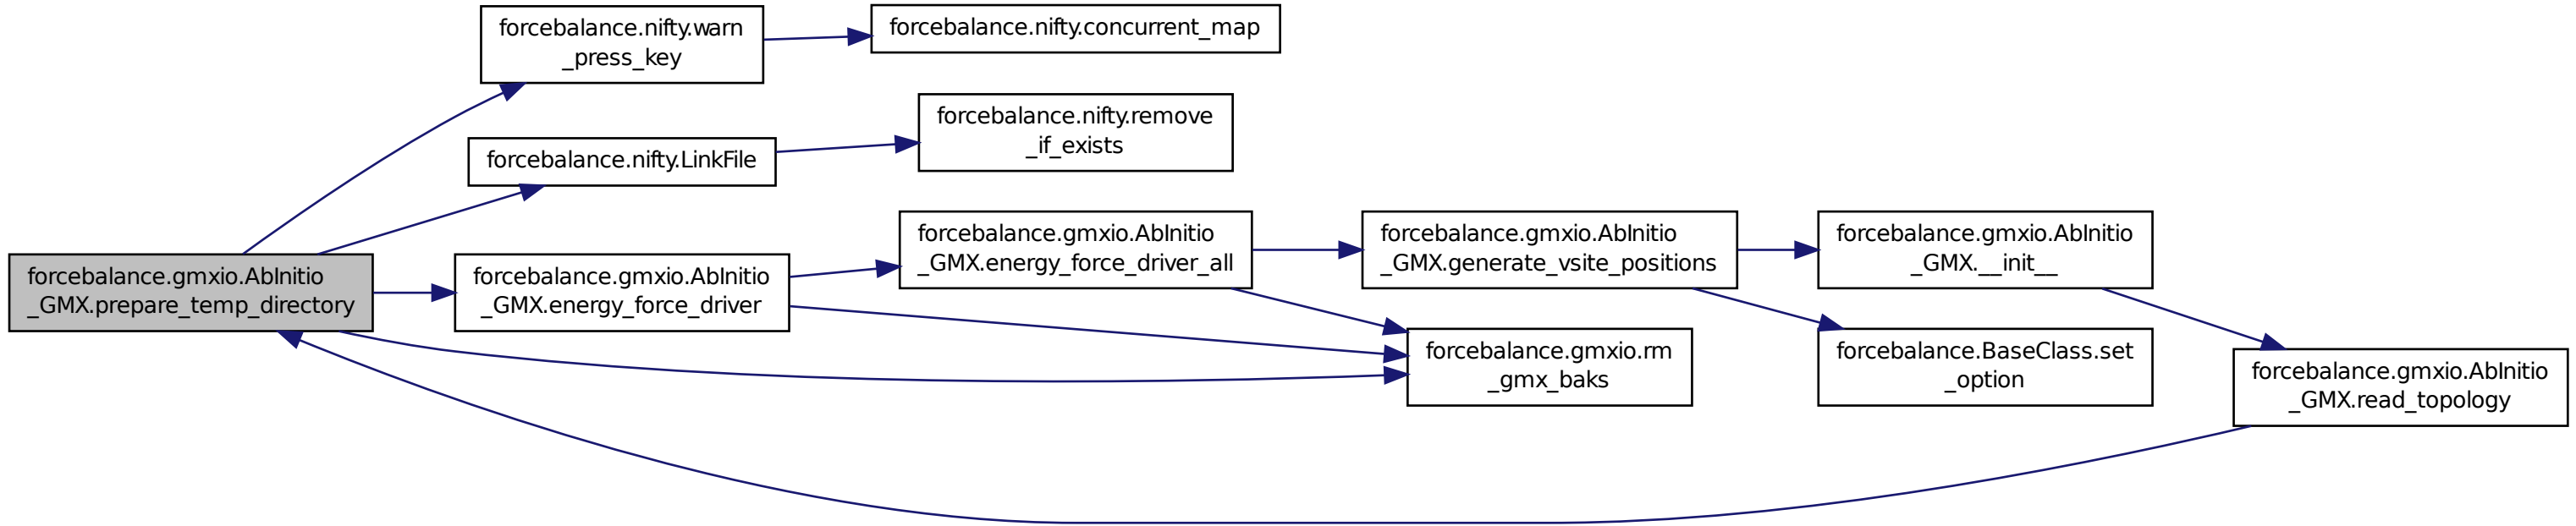 forcebalance.nifty.warn
_press_key
forcebalance.nifty.concurrent_map
forcebalance.nifty.remove
_if_exists
forcebalance.nifty.LinkFile
forcebalance.gmxio.AbInitio
_GMX.prepare_temp_directory
forcebalance.gmxio.AbInitio
_GMX.energy_force_driver
forcebalance.gmxio.AbInitio
_GMX.energy_force_driver_all
forcebalance.gmxio.AbInitio
_GMX.generate_vsite_positions
forcebalance.gmxio.AbInitio
_GMX.__init__
forcebalance.gmxio.rm
_gmx_baks
forcebalance.BaseClass.set
_option
forcebalance.gmxio.AbInitio
_GMX.read_topology